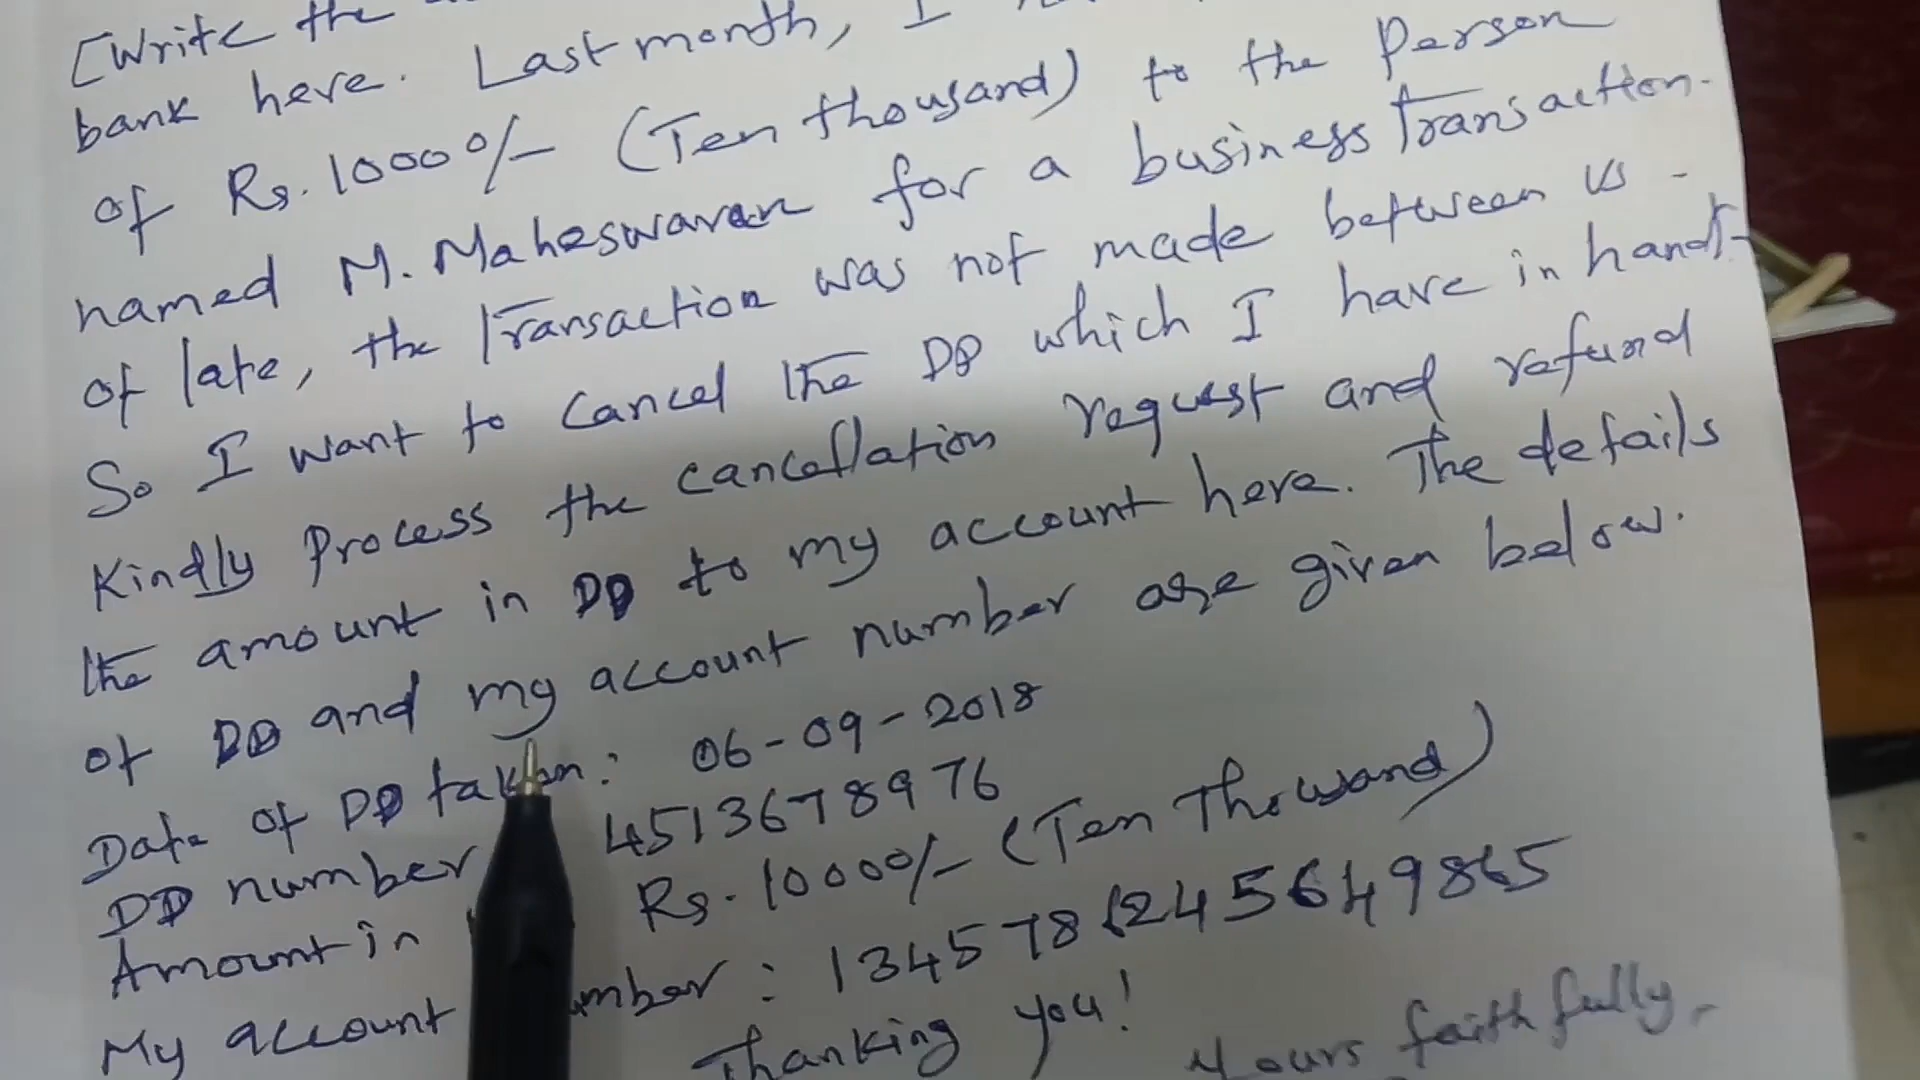 [Write the
bank here. Last month, I
of Rs. 10000/- (Ten thousand) to the Person
named M. Maheswaran for a business Transaction.
of late, the Transaction was not made between us.
So I want to cancel the DD which I have in hand.
Kindly Process the cancellation request and refund
the amount in DD to my account here. The details
of DD and my account number are given below.
Date of DD taken: 06-09-2018
DD number 4513678976
Amount in Rs. 10000/- (Ten Thousand)
My account number:
Thanking you!
Yours faithfully,